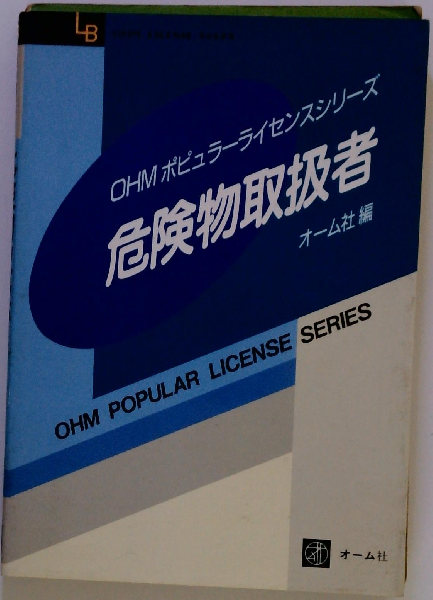 LB
OHMポピュラーライセンスシリーズ
危険物取扱者
オーム社 編
OHM POPULAR LICENSE SERIES
オーム社